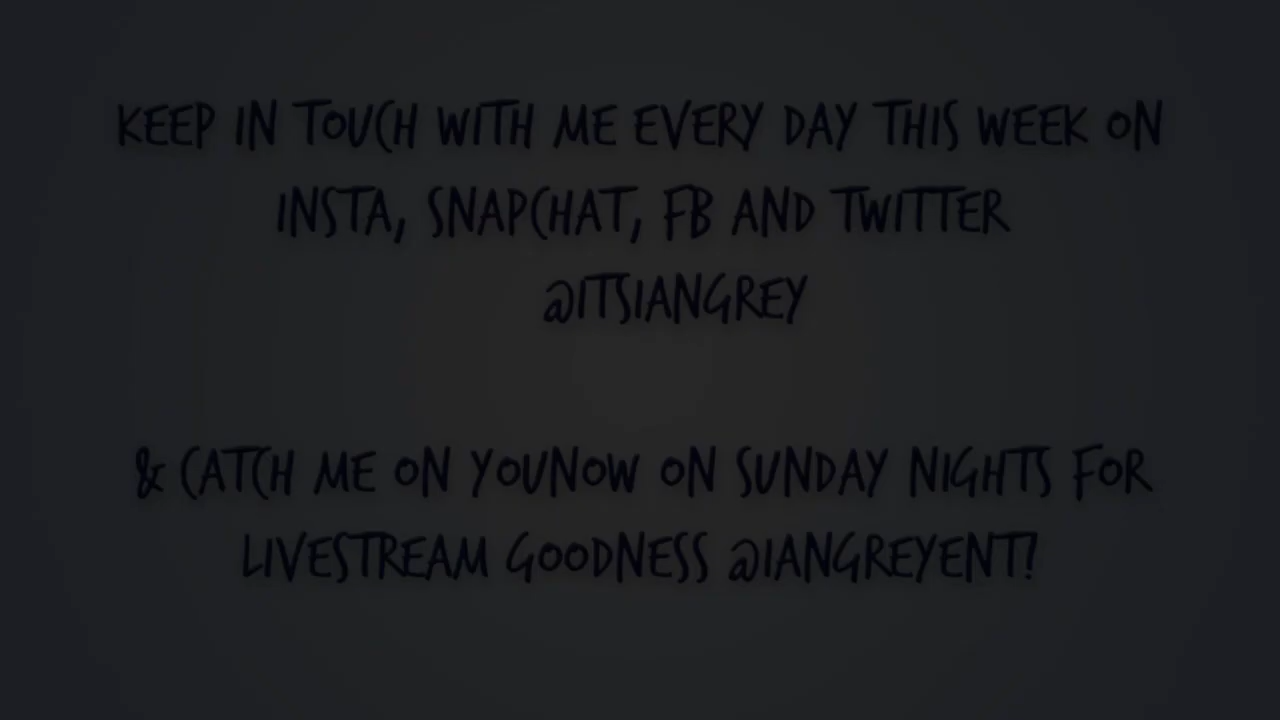 KEEP IN TOUCH WITH ME EVERY DAY THIS WEEK ON
INSTA, SNAPCHAT, FB AND TWITTER
@ITSIANGREY
& CATCH ME ON YOUNOW ON SUNDAY NIGHTS FOR
LIVESTREAM GOODNESS @IANGREYENT!